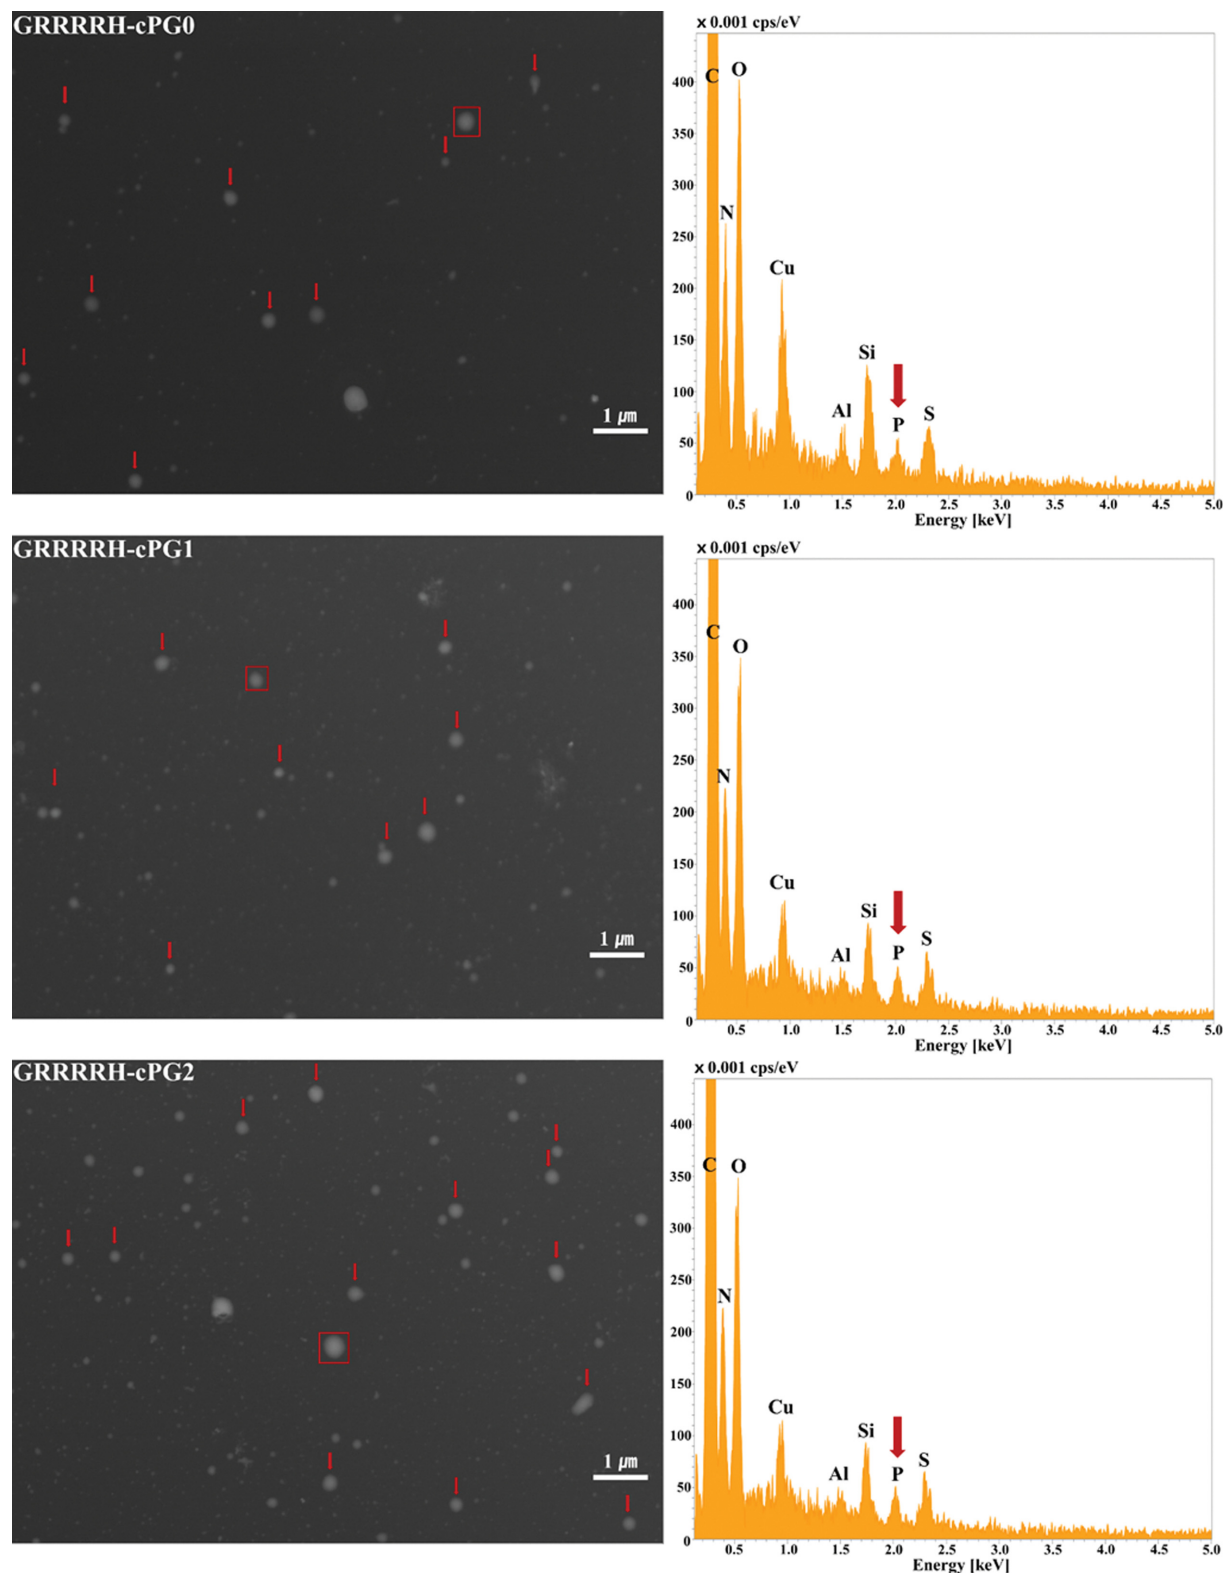 GRRRRH-cPG0
1 µm
x 0.001 cps/eV
400
350
300
250
200
150
100
50
0
C
O
N
Cu
Si
Al
P
S
0.5 1.0 1.5 2.0 2.5 3.0 3.5 4.0 4.5 5.0
Energy [keV]
GRRRRH-cPG1
1 µm
x 0.001 cps/eV
400
350
300
250
200
150
100
50
0
C
O
N
Cu
Si
Al
P
S
0.5 1.0 1.5 2.0 2.5 3.0 3.5 4.0 4.5 5.0
Energy [keV]
GRRRRH-cPG2
1 µm
x 0.001 cps/eV
400
350
300
250
200
150
100
50
0
C
O
N
Cu
Si
Al
P
S
0.5 1.0 1.5 2.0 2.5 3.0 3.5 4.0 4.5 5.0
Energy [keV]